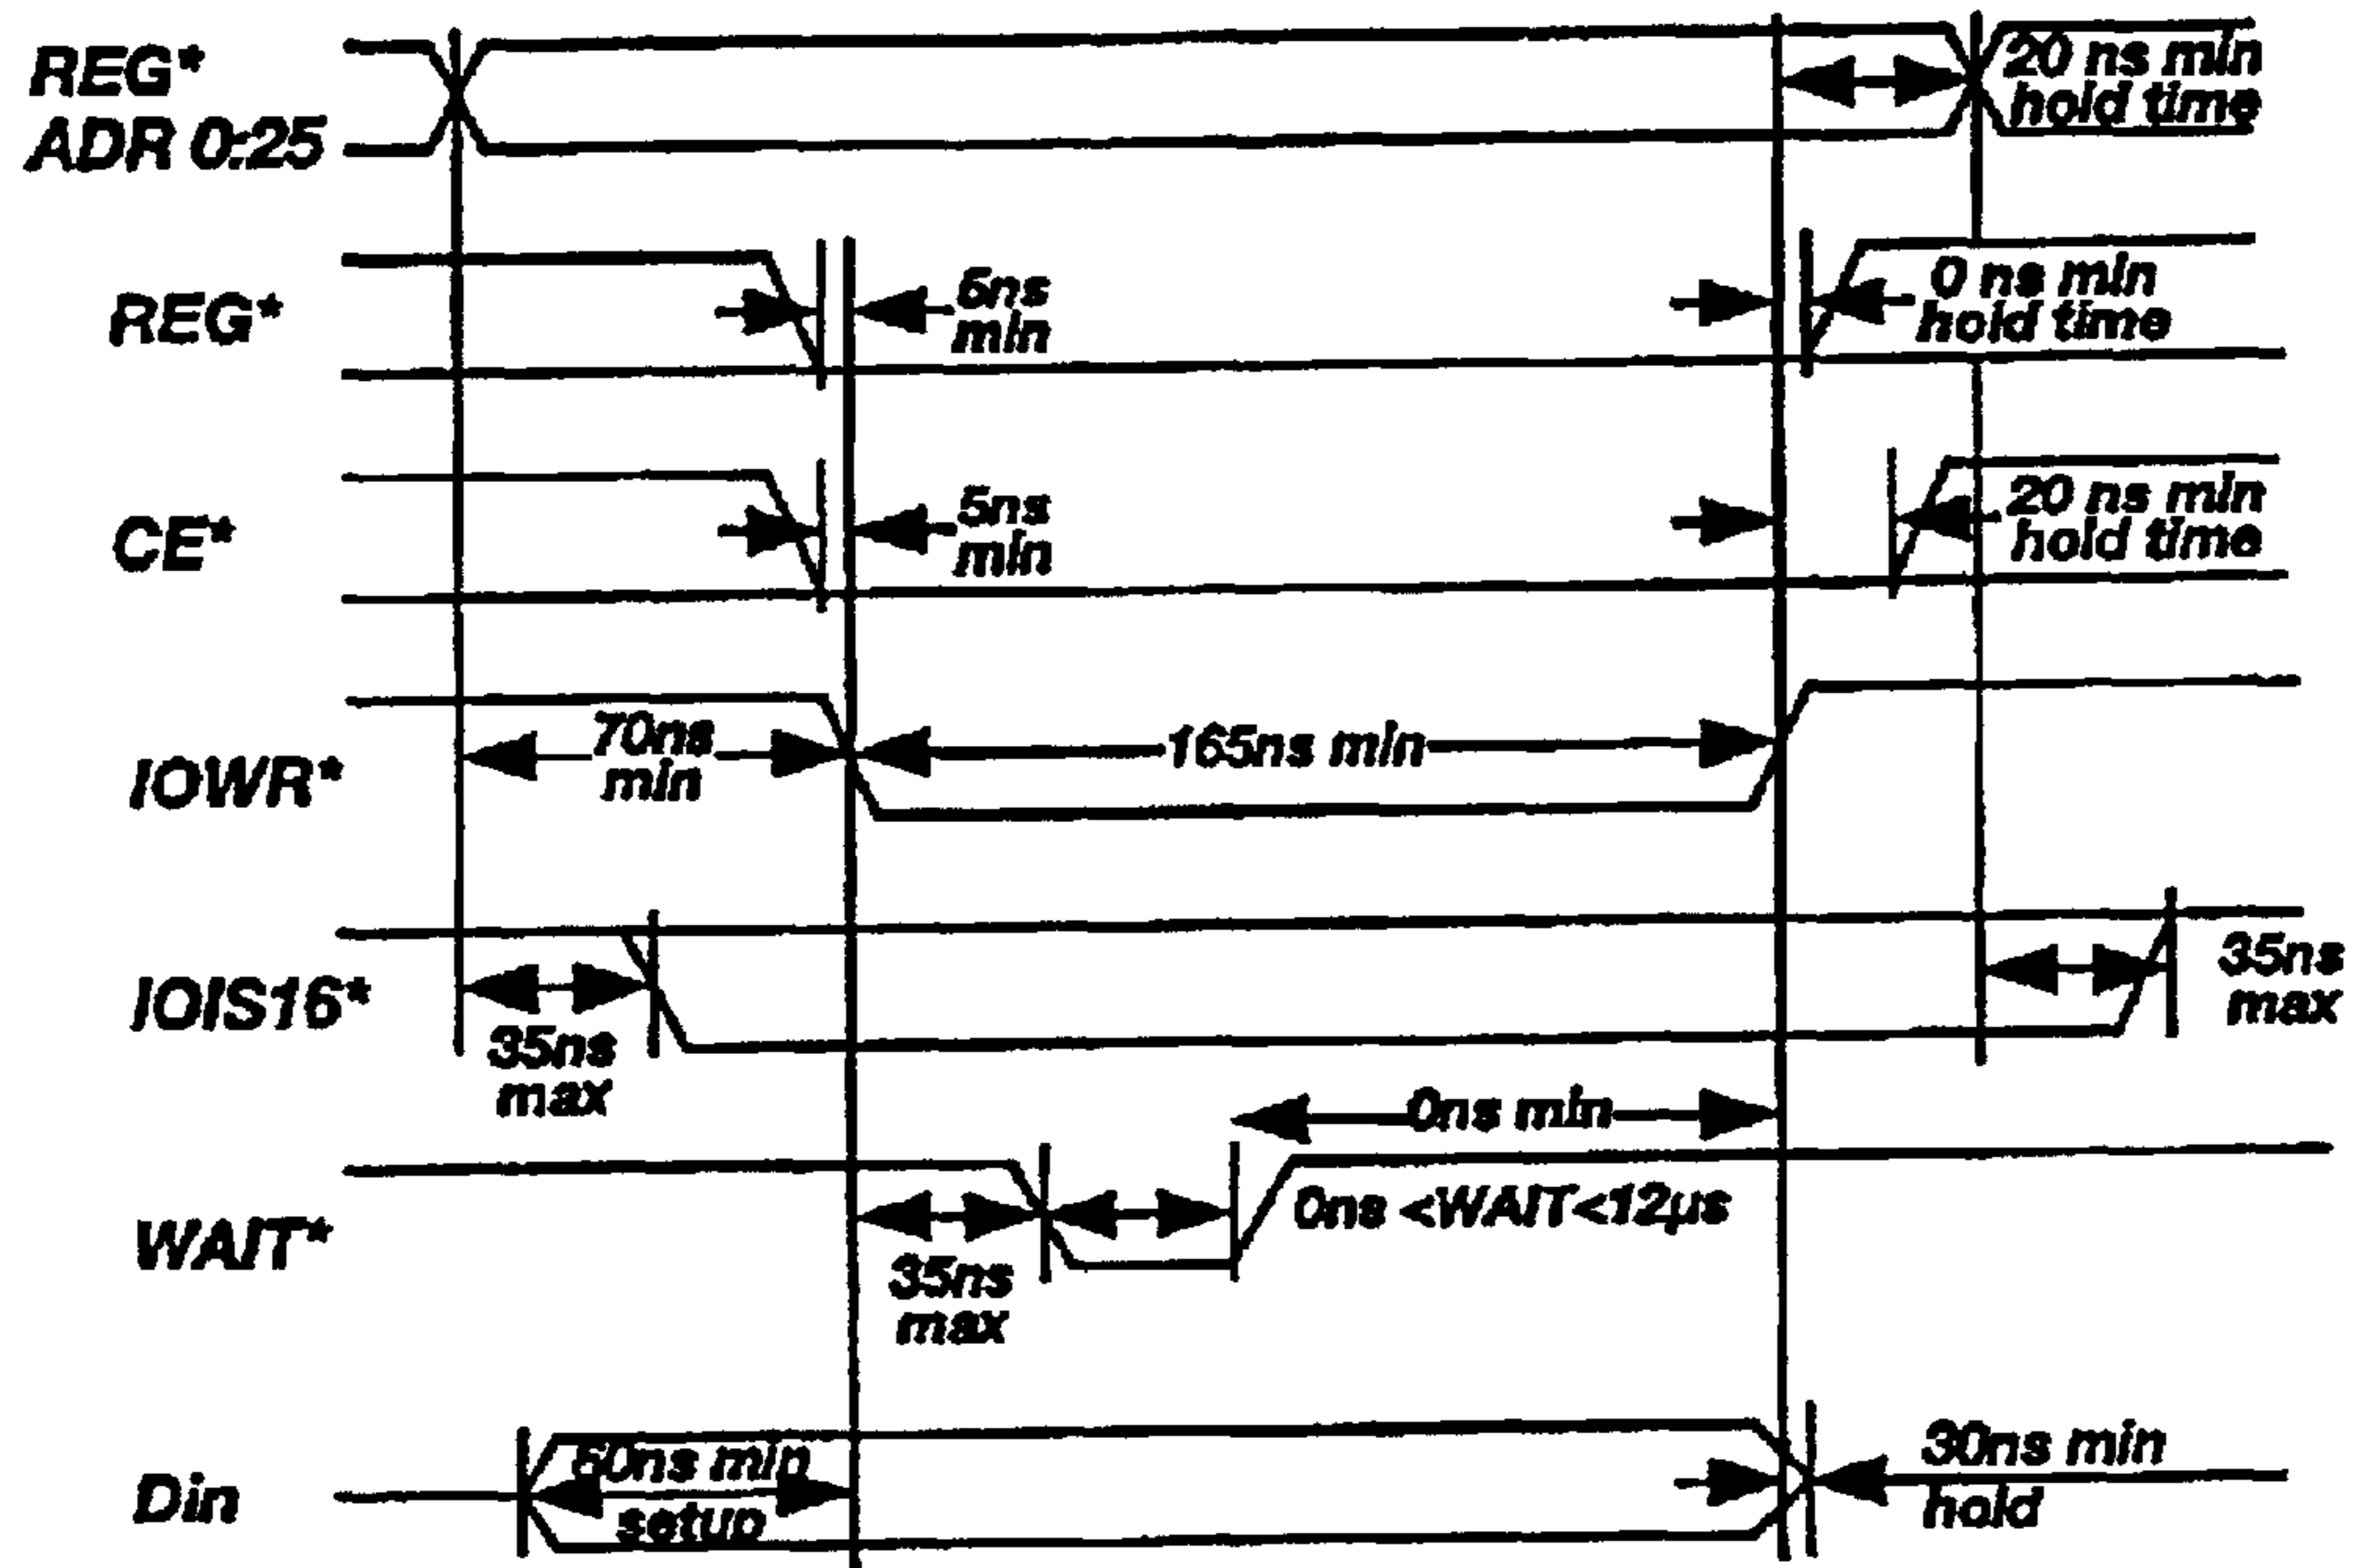 REG*
ADR 0:25
20 ns min
hold time
REG*
5ns
min
0 ns min
hold time
CE*
5ns
min
20 ns min
hold time
IOWR*
70ns
min
165ns min
IOIS16*
35ns
max
35ns
max
0ns min
WAIT*
35ns
max
0ns <WAIT<12µs
Din
60ns min
setup
30ns min
hold